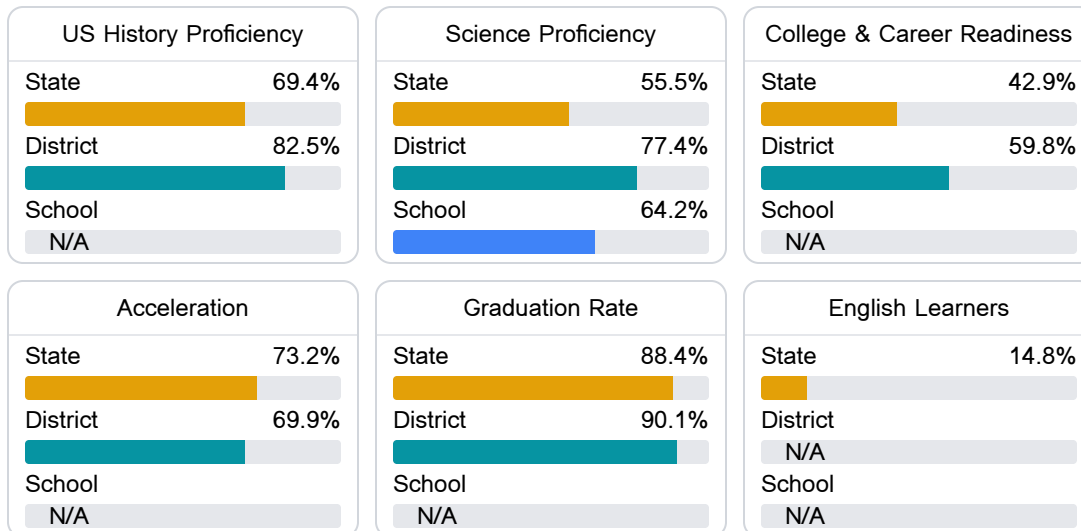 US History Proficiency
State 69.4%
District 82.5%
School
N/A
Science Proficiency
State 55.5%
District 77.4%
School 64.2%
College & Career Readiness
State 42.9%
District 59.8%
School
N/A
Acceleration
State 73.2%
District 69.9%
School
N/A
Graduation Rate
State 88.4%
District 90.1%
School
N/A
English Learners
State 14.8%
District
N/A
School
N/A